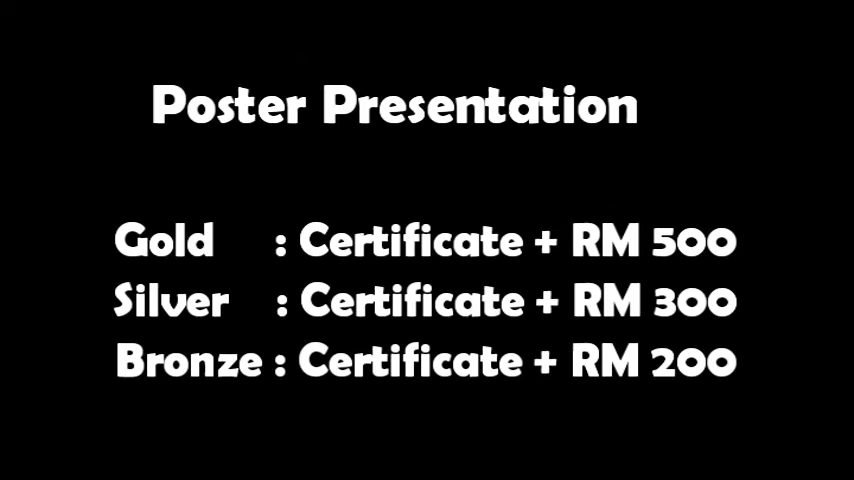 Poster Presentation
Gold : Certificate + RM 500
Silver : Certificate + RM 300
Bronze : Certificate + RM 200